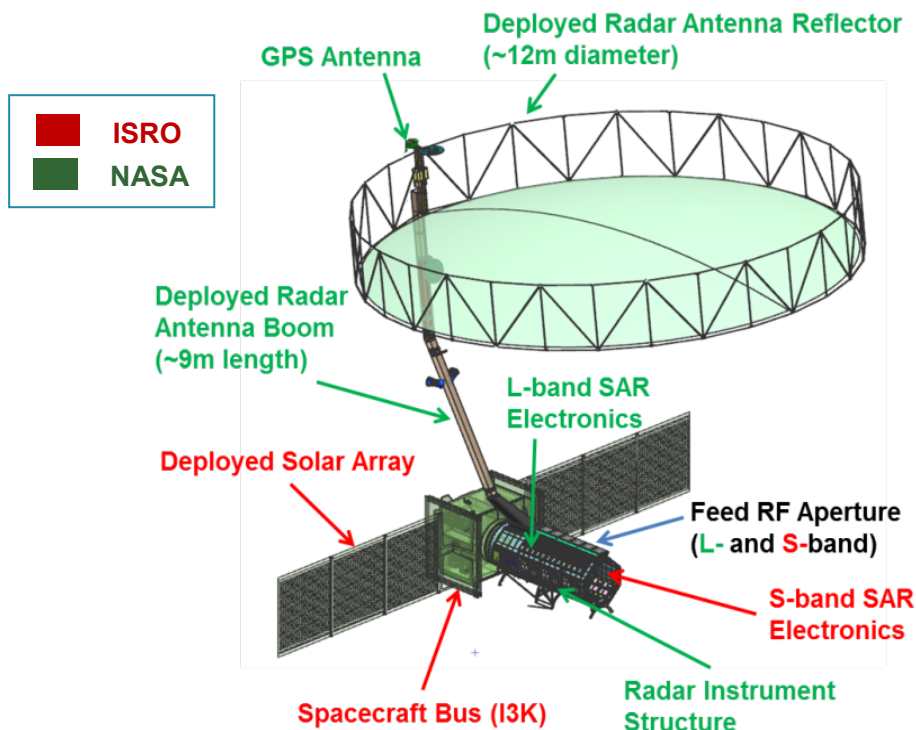 Deployed Radar Antenna Reflector
(~12m diameter)
GPS Antenna
ISRO
NASA
Deployed Radar
Antenna Boom
(~9m length)
L-band SAR
Electronics
Deployed Solar Array
Feed RF Aperture
(L- and S-band)
S-band SAR
Electronics
Radar Instrument
Structure
Spacecraft Bus (I3K)